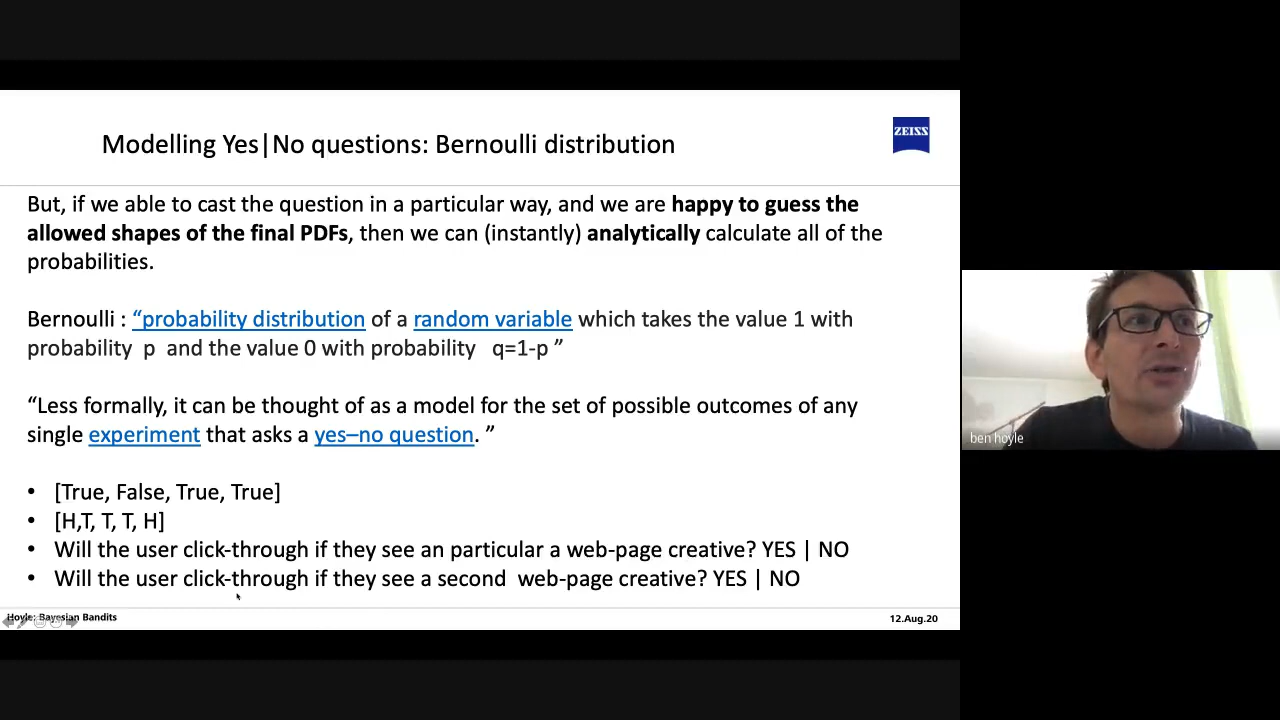 Modelling Yes|No questions: Bernoulli distribution
ZEISS
But, if we able to cast the question in a particular way, and we are happy to guess the
allowed shapes of the final PDFs, then we can (instantly) analytically calculate all of the
probabilities.
Bernoulli : “probability distribution of a random variable which takes the value 1 with
probability p and the value 0 with probability q=1-p ”
“Less formally, it can be thought of as a model for the set of possible outcomes of any
single experiment that asks a yes–no question. ”
• [True, False, True, True]
• [H,T, T, T, H]
• Will the user click-through if they see an particular a web-page creative? YES | NO
• Will the user click-through if they see a second web-page creative? YES | NO
Hoyle: Bayesian Bandits
12.Aug.20
ben hoyle